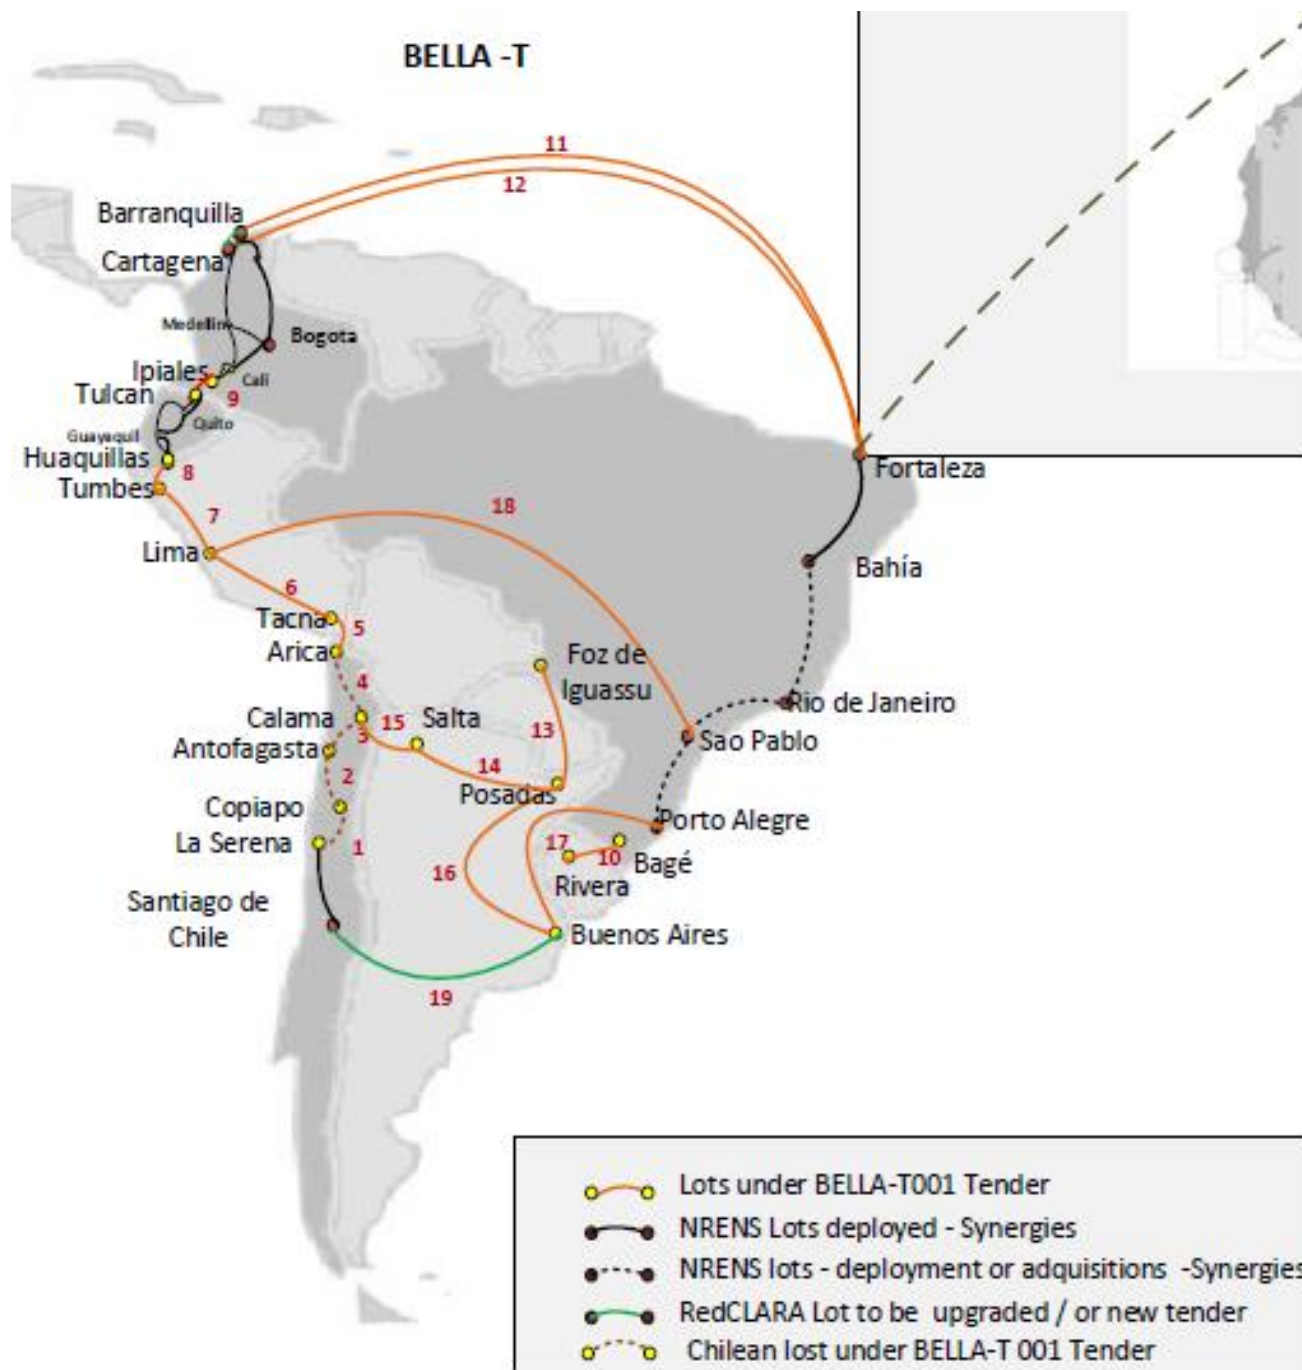 BELLA -T
11
12
Barranquilla
Cartagena
Medellin
Bogota
Ipiales
Cali
Tulcan
9
Quito
Guayaquil
Huaquillas
8
Tumbes
Fortaleza
7
18
Lima
Bahía
6
Tacna
5
Arica
Foz de
Iguassu
4
Rio de Janeiro
Calama
15
Salta
3
Antofagasta
13
Sao Pablo
2
14
Posadas
Copiapo
Porto Alegre
La Serena
1
17
10
Bagé
16
Rivera
Santiago de
Chile
Buenos Aires
19
Lots under BELLA-T001 Tender
NRENS Lots deployed - Synergies
NRENS lots - deployment or adquisitions -Synergies
RedCLARA Lot to be upgraded / or new tender
Chilean lost under BELLA-T 001 Tender